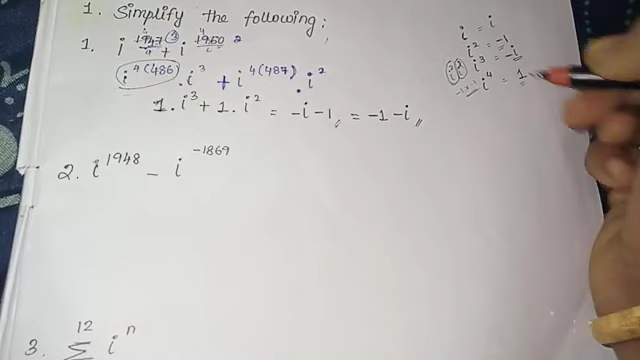 1. Simplify the following:
1. i^1947 + i^1950
i^4(486) . i^3 + i^4(487) . i^2
1. i^3 + 1. i^2 = -i -1 = -1 - i
i = i
i^2 = -1
i^3 = -i
i^4 = 1
2. i^1948 - i^-1869
3. 12 Σ i^n